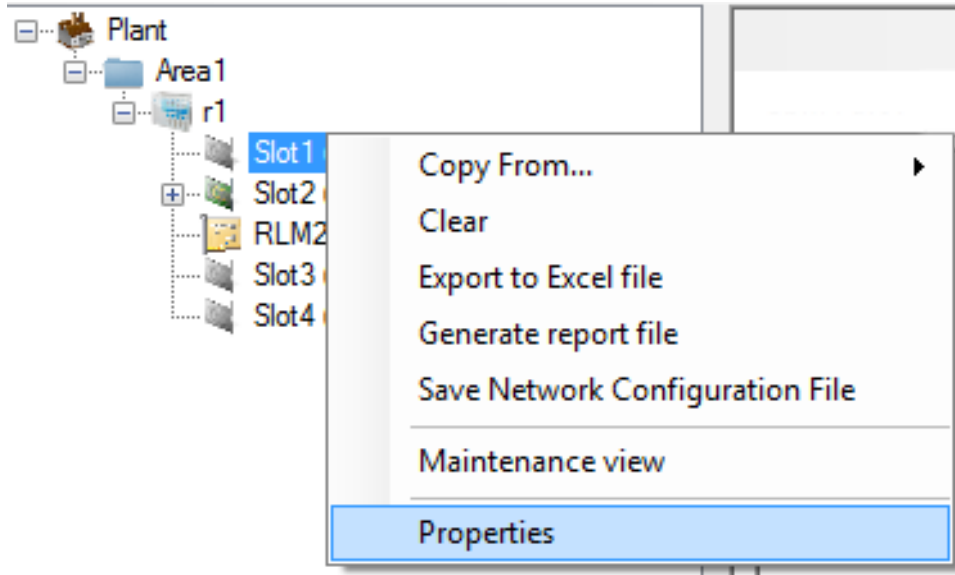 Plant
Area1
r1
Slot1
Slot2
RLM2
Slot3
Slot4
Copy From...
Clear
Export to Excel file
Generate report file
Save Network Configuration File
Maintenance view
Properties